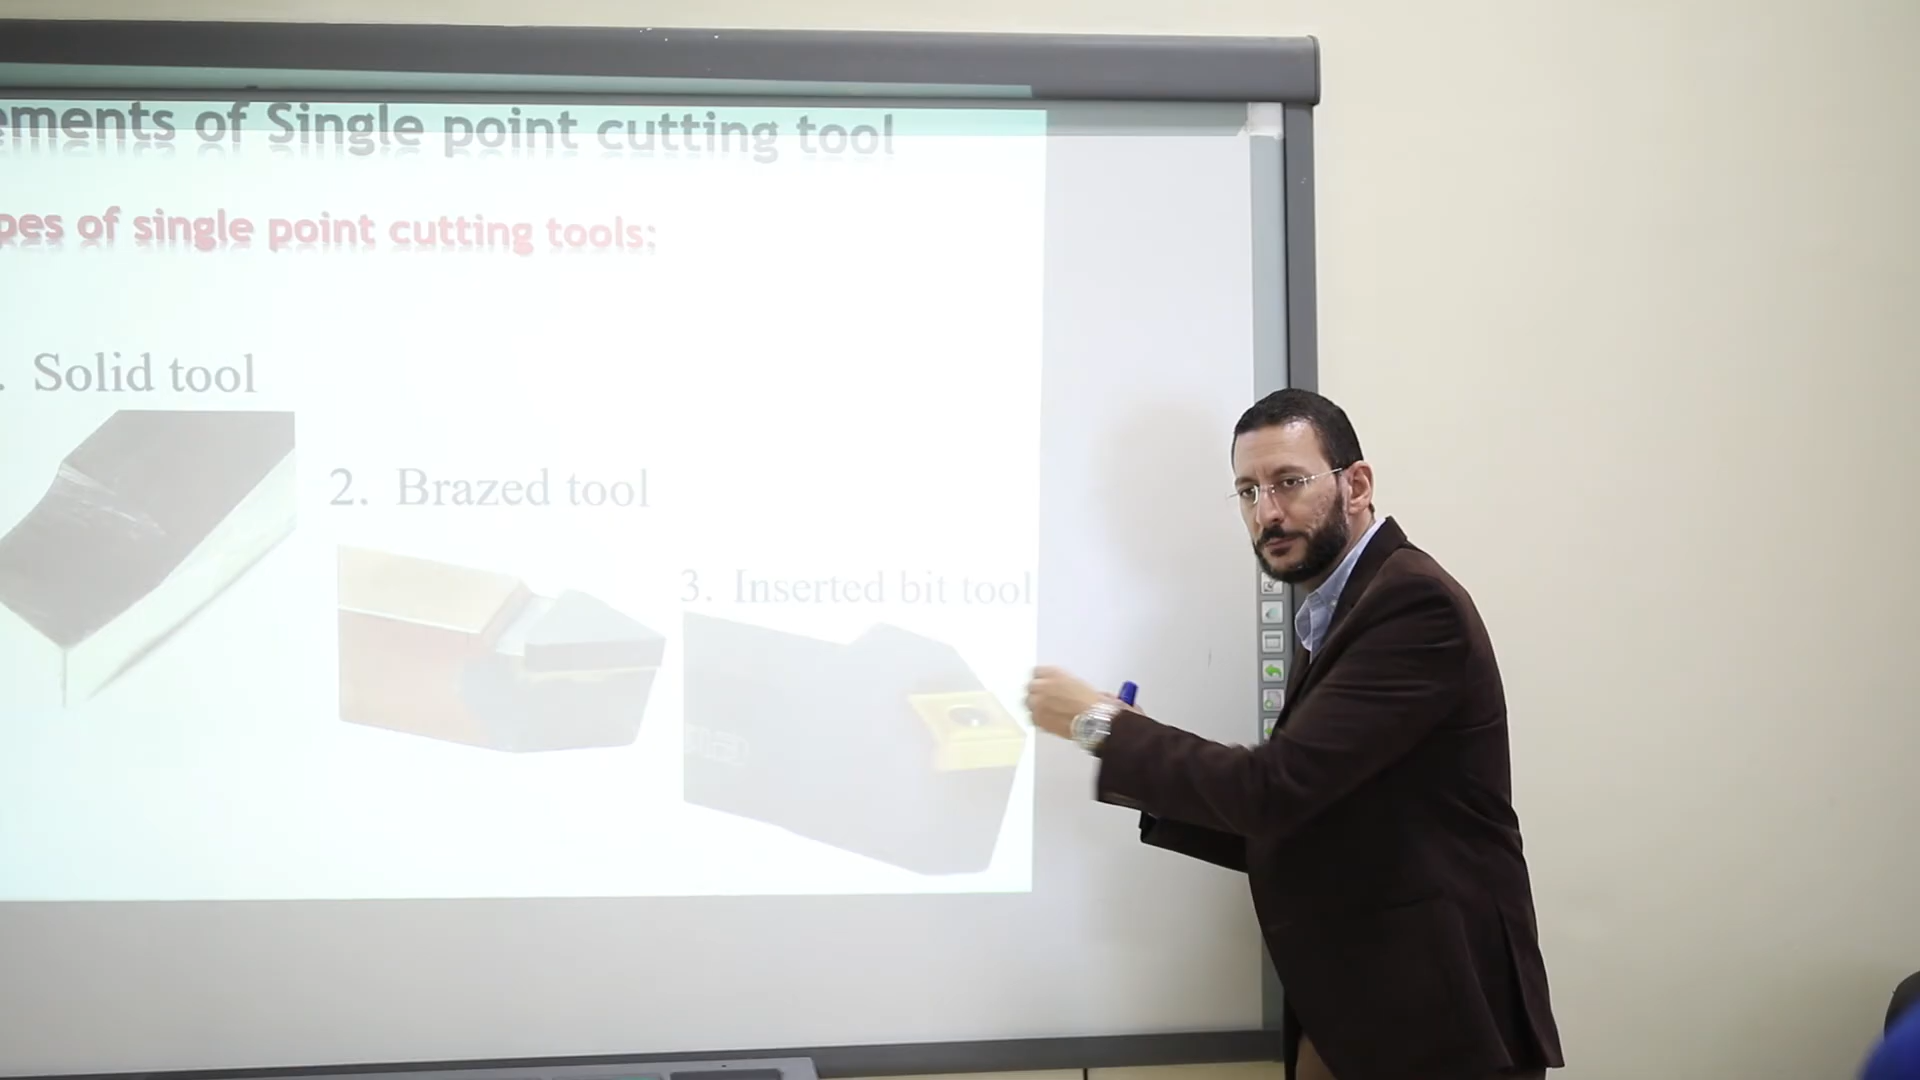 ements of Single point cutting tool
pes of single point cutting tools:
. Solid tool
2. Brazed tool
3. Inserted bit tool